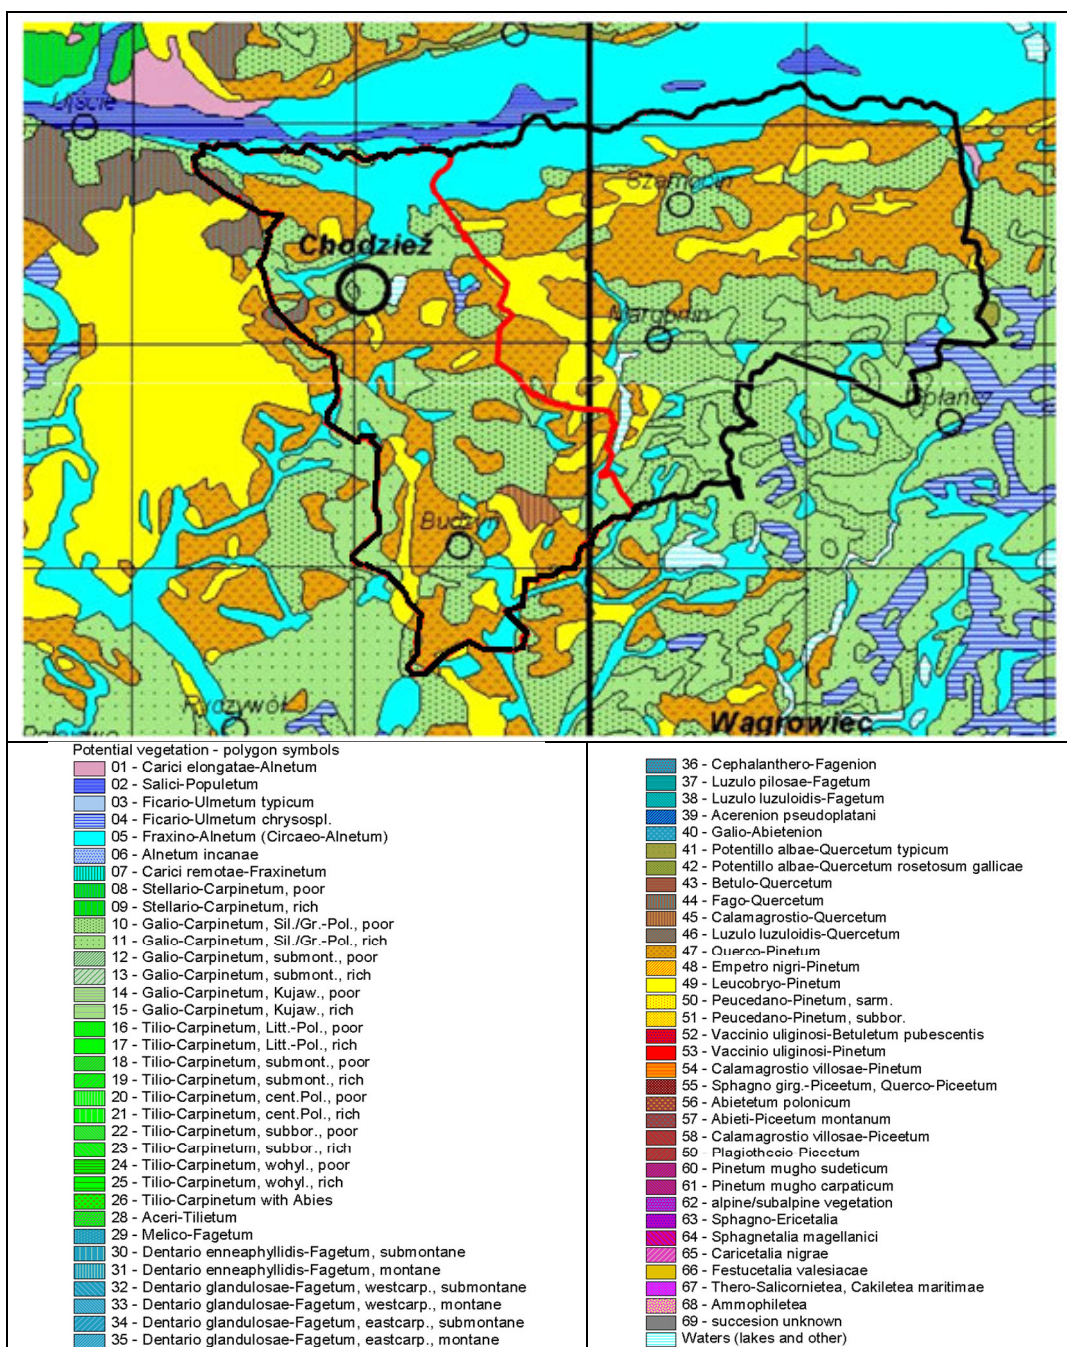 Ujście
Szamocin
Chodzież
Margonin
Gołańcz
Budzyń
Ryczywół
Wągrowiec
Potential vegetation - polygon symbols
01 - Carici elongatae-Alnetum
02 - Salici-Populetum
03 - Ficario-Ulmetum typicum
04 - Ficario-Ulmetum chrysospl.
05 - Fraxino-Alnetum (Circaeo-Alnetum)
06 - Alnetum incanae
07 - Carici remotae-Fraxinetum
08 - Stellario-Carpinetum, poor
09 - Stellario-Carpinetum, rich
10 - Galio-Carpinetum, Sil./Gr.-Pol., poor
11 - Galio-Carpinetum, Sil./Gr.-Pol., rich
12 - Galio-Carpinetum, submont., poor
13 - Galio-Carpinetum, submont., rich
14 - Galio-Carpinetum, Kujaw., poor
15 - Galio-Carpinetum, Kujaw., rich
16 - Tilio-Carpinetum, Litt.-Pol., poor
17 - Tilio-Carpinetum, Litt.-Pol., rich
18 - Tilio-Carpinetum, submont., poor
19 - Tilio-Carpinetum, submont., rich
20 - Tilio-Carpinetum, cent.Pol., poor
21 - Tilio-Carpinetum, cent.Pol., rich
22 - Tilio-Carpinetum, subbor., poor
23 - Tilio-Carpinetum, subbor., rich
24 - Tilio-Carpinetum, wohyl., poor
25 - Tilio-Carpinetum, wohyl., rich
26 - Tilio-Carpinetum with Abies
28 - Aceri-Tilietum
29 - Melico-Fagetum
30 - Dentario enneaphyllidis-Fagetum, submontane
31 - Dentario enneaphyllidis-Fagetum, montane
32 - Dentario glandulosae-Fagetum, westcarp., submontane
33 - Dentario glandulosae-Fagetum, westcarp., montane
34 - Dentario glandulosae-Fagetum, eastcarp., submontane
35 - Dentario glandulosae-Fagetum, eastcarp., montane
36 - Cephalanthero-Fagenion
37 - Luzulo pilosae-Fagetum
38 - Luzulo luzuloidis-Fagetum
39 - Acerenion pseudoplatani
40 - Galio-Abietenion
41 - Potentillo albae-Quercetum typicum
42 - Potentillo albae-Quercetum rosetosum gallicae
43 - Betulo-Quercetum
44 - Fago-Quercetum
45 - Calamagrostio-Quercetum
46 - Luzulo luzuloidis-Quercetum
47 - Querco-Pinetum
48 - Empetro nigri-Pinetum
49 - Leucobryo-Pinetum
50 - Peucedano-Pinetum, sarm.
51 - Peucedano-Pinetum, subbor.
52 - Vaccinio uliginosi-Betuletum pubescentis
53 - Vaccinio uliginosi-Pinetum
54 - Calamagrostio villosae-Pinetum
55 - Sphagno girg.-Piceetum, Querco-Piceetum
56 - Abietetum polonicum
57 - Abieti-Piceetum montanum
58 - Calamagrostio villosae-Piceetum
59 - Plagiothecio-Piceetum
60 - Pinetum mugho sudeticum
61 - Pinetum mugho carpaticum
62 - alpine/subalpine vegetation
63 - Sphagno-Ericetalia
64 - Sphagnetalia magellanici
65 - Caricetalia nigrae
66 - Festucetalia valesiacae
67 - Thero-Salicornietea, Cakiletea maritimae
68 - Ammophiletea
69 - succesion unknown
Waters (lakes and other)